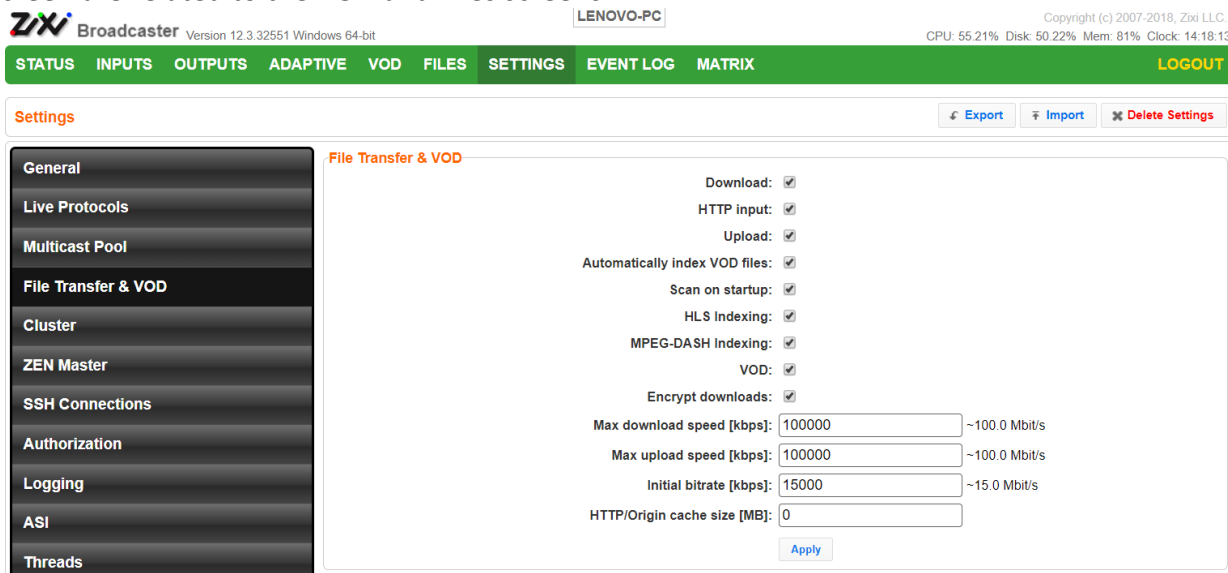 ZiXi Broadcaster Version 12.3.32551 Windows 64-bit
LENOVO-PC
Copyright (c) 2007-2018, Zixi LLC.
CPU: 55.21% Disk: 50.22% Mem: 81% Clock: 14:18:13
STATUS INPUTS OUTPUTS ADAPTIVE VOD FILES SETTINGS EVENT LOG MATRIX LOGOUT
Settings
Export Import Delete Settings
General
Live Protocols
Multicast Pool
File Transfer & VOD
Cluster
ZEN Master
SSH Connections
Authorization
Logging
ASI
Threads
File Transfer & VOD
Download:
HTTP input:
Upload:
Automatically index VOD files:
Scan on startup:
HLS Indexing:
MPEG-DASH Indexing:
VOD:
Encrypt downloads:
Max download speed [kbps]: 100000 ~100.0 Mbit/s
Max upload speed [kbps]: 100000 ~100.0 Mbit/s
Initial bitrate [kbps]: 15000 ~15.0 Mbit/s
HTTP/Origin cache size [MB]: 0
Apply